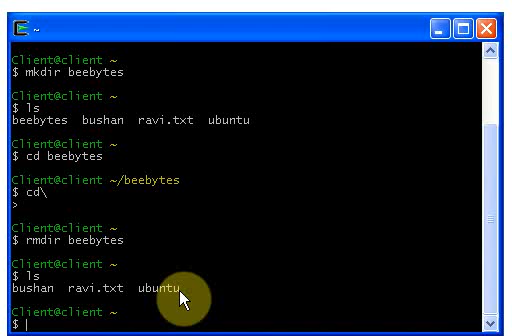 ~
Client@client ~
$ mkdir beebytes
Client@client ~
$ ls
beebytes  bushan  ravi.txt  ubuntu
Client@client ~
$ cd beebytes
Client@client ~/beebytes
$ cd\
>
Client@client ~
$ rmdir beebytes
Client@client ~
$ ls
bushan  ravi.txt  ubuntu
Client@client ~
$